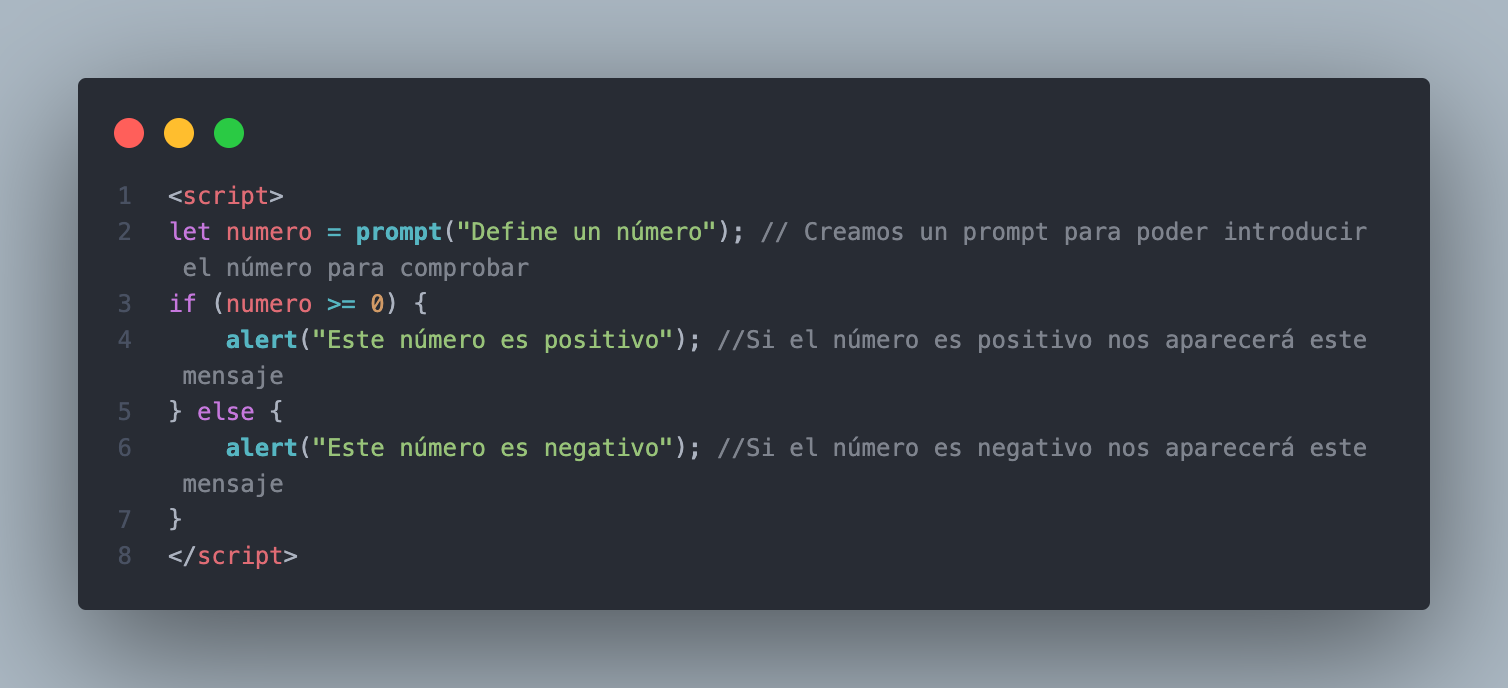 1 <script>
2 let numero = prompt("Define un número"); // Creamos un prompt para poder introducir
el número para comprobar
3 if (numero >= 0) {
4     alert("Este número es positivo"); //Si el número es positivo nos aparecerá este
mensaje
5 } else {
6     alert("Este número es negativo"); //Si el número es negativo nos aparecerá este
mensaje
7 }
8 </script>